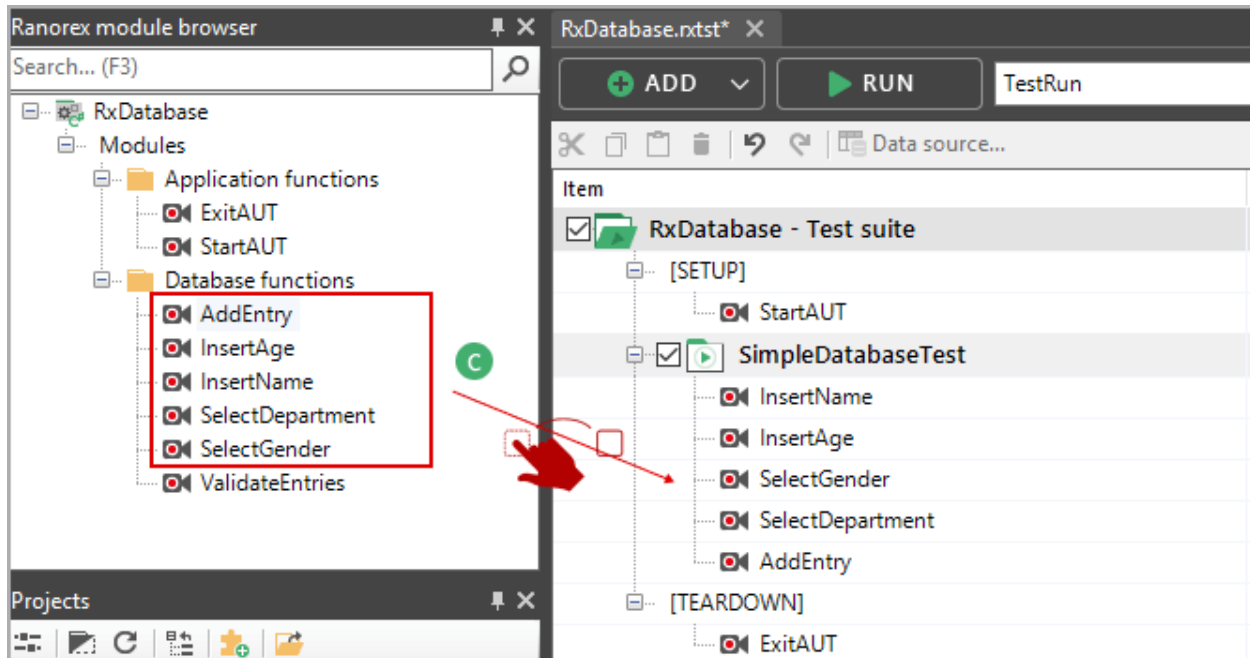 Ranorex module browser
Search... (F3)
RxDatabase
Modules
Application functions
ExitAUT
StartAUT
Database functions
AddEntry
InsertAge
InsertName
SelectDepartment
SelectGender
ValidateEntries
Projects
C
RxDatabase.rxtst*
ADD
RUN
TestRun
Data source...
Item
RxDatabase - Test suite
[SETUP]
StartAUT
SimpleDatabaseTest
InsertName
InsertAge
SelectGender
SelectDepartment
AddEntry
[TEARDOWN]
ExitAUT